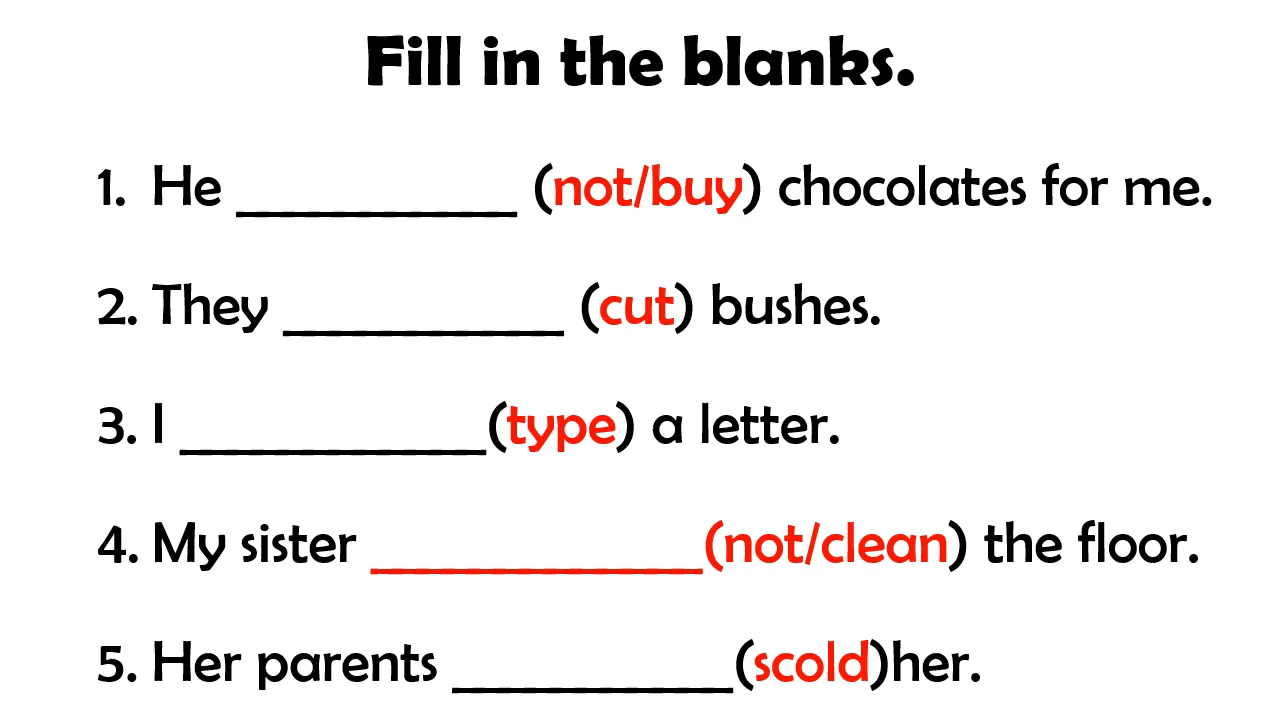 Fill in the blanks.
1. He ___________ (not/buy) chocolates for me.
2. They ___________ (cut) bushes.
3. I ____________(type) a letter.
4. My sister _____________(not/clean) the floor.
5. Her parents ___________(scold)her.